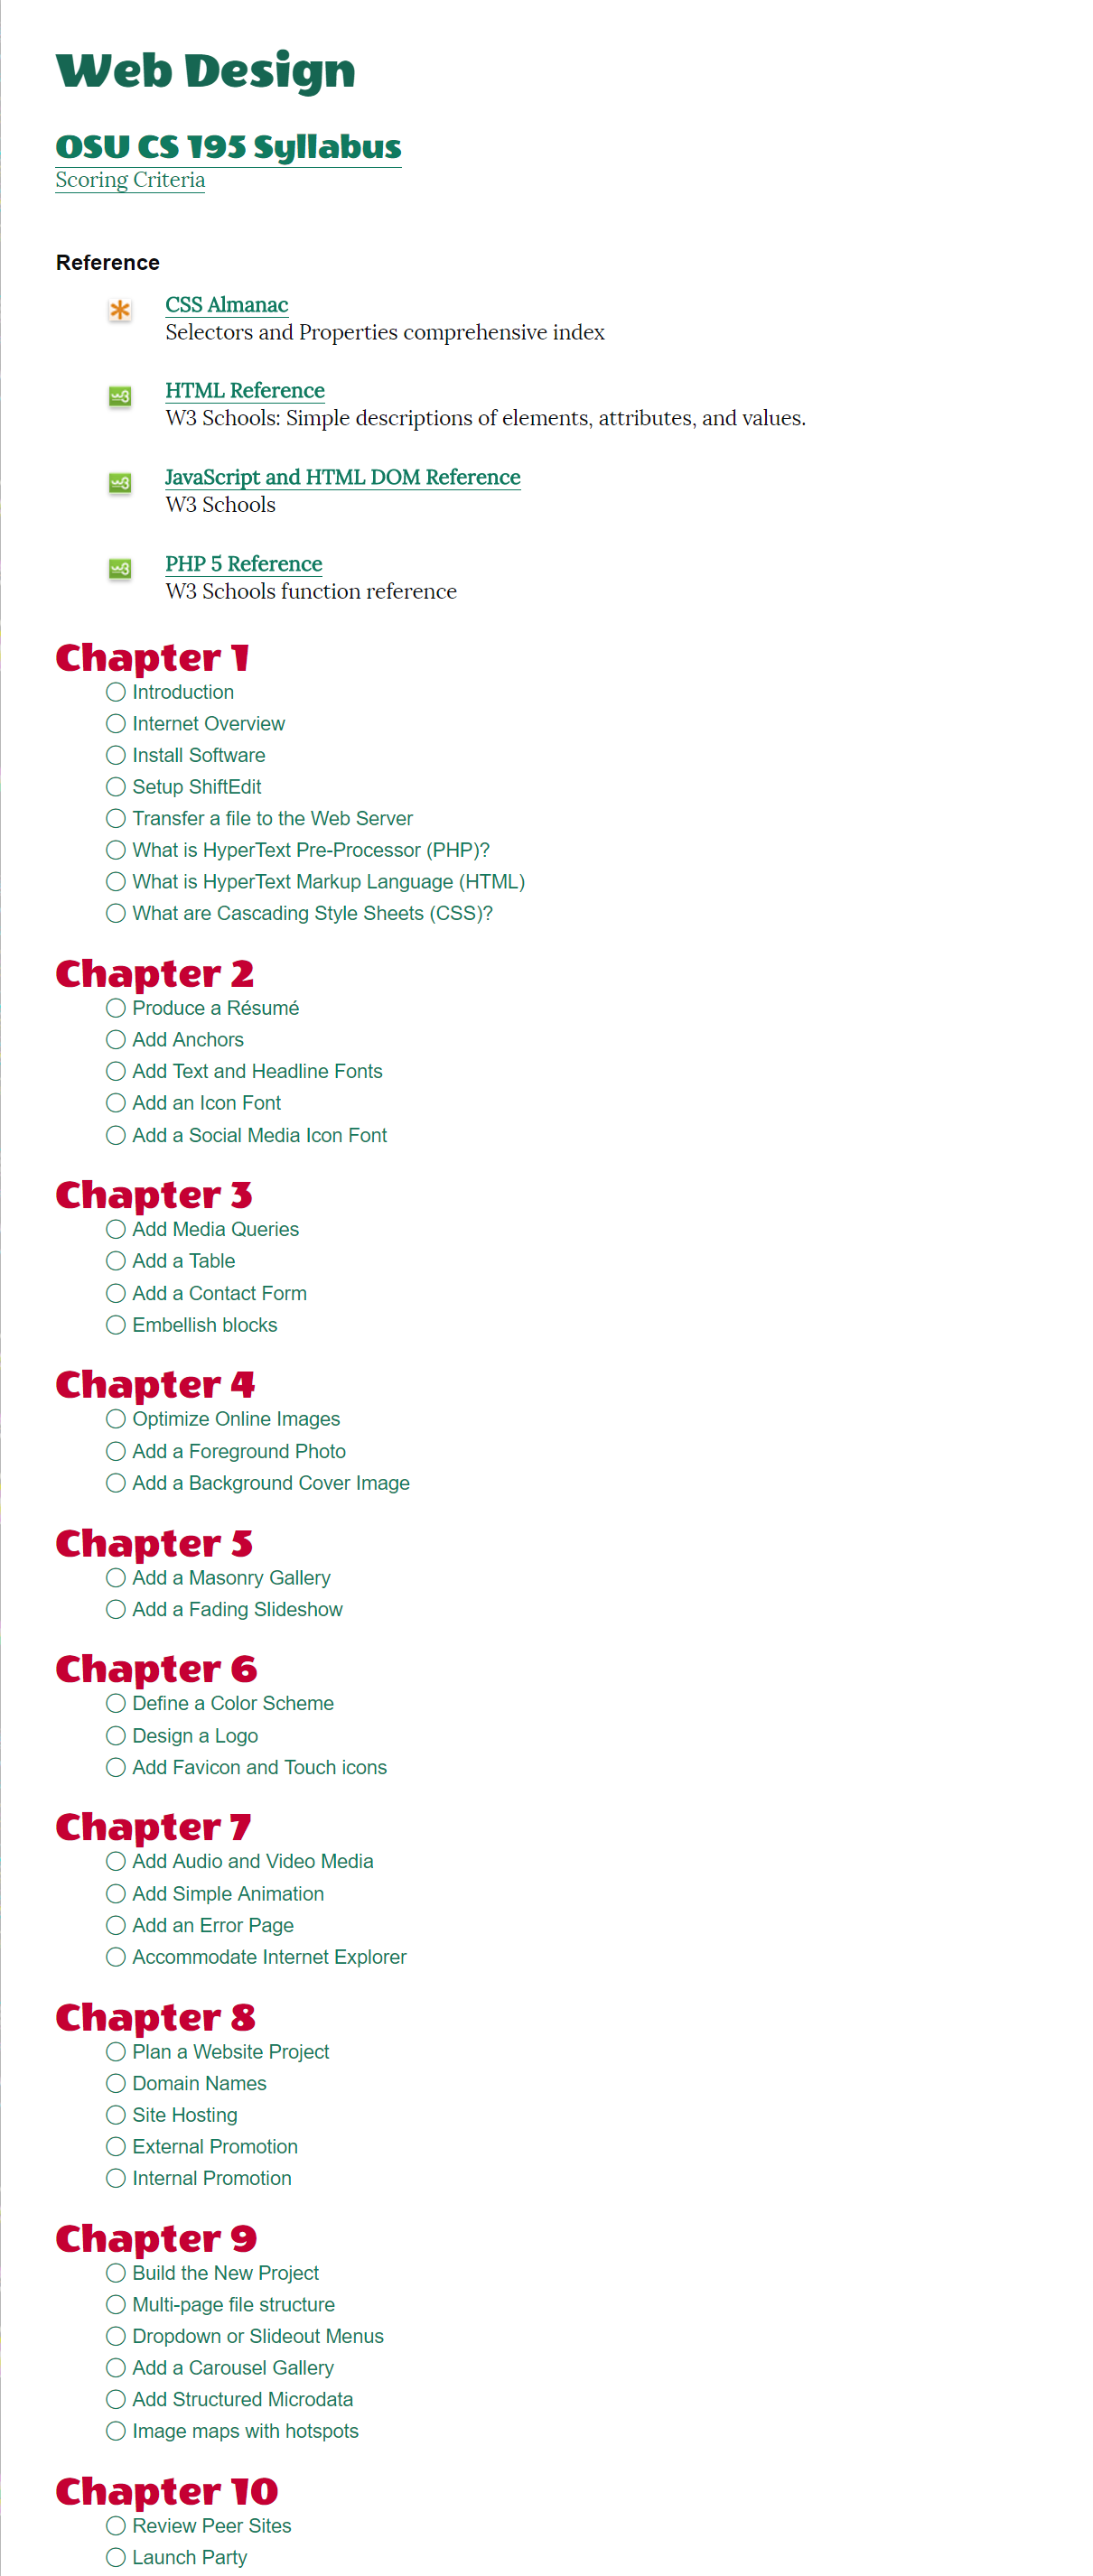 Web Design
OSU CS 195 Syllabus
Scoring Criteria
Reference
CSS Almanac
Selectors and Properties comprehensive index
w3
HTML Reference
W3 Schools: Simple descriptions of elements, attributes, and values.
w3
JavaScript and HTML DOM Reference
W3 Schools
w3
PHP 5 Reference
W3 Schools function reference
Chapter 1
Introduction
Internet Overview
Install Software
Setup ShiftEdit
Transfer a file to the Web Server
What is HyperText Pre-Processor (PHP)?
What is HyperText Markup Language (HTML)
What are Cascading Style Sheets (CSS)?
Chapter 2
Produce a Résumé
Add Anchors
Add Text and Headline Fonts
Add an Icon Font
Add a Social Media Icon Font
Chapter 3
Add Media Queries
Add a Table
Add a Contact Form
Embellish blocks
Chapter 4
Optimize Online Images
Add a Foreground Photo
Add a Background Cover Image
Chapter 5
Add a Masonry Gallery
Add a Fading Slideshow
Chapter 6
Define a Color Scheme
Design a Logo
Add Favicon and Touch icons
Chapter 7
Add Audio and Video Media
Add Simple Animation
Add an Error Page
Accommodate Internet Explorer
Chapter 8
Plan a Website Project
Domain Names
Site Hosting
External Promotion
Internal Promotion
Chapter 9
Build the New Project
Multi-page file structure
Dropdown or Slideout Menus
Add a Carousel Gallery
Add Structured Microdata
Image maps with hotspots
Chapter 10
Review Peer Sites
Launch Party